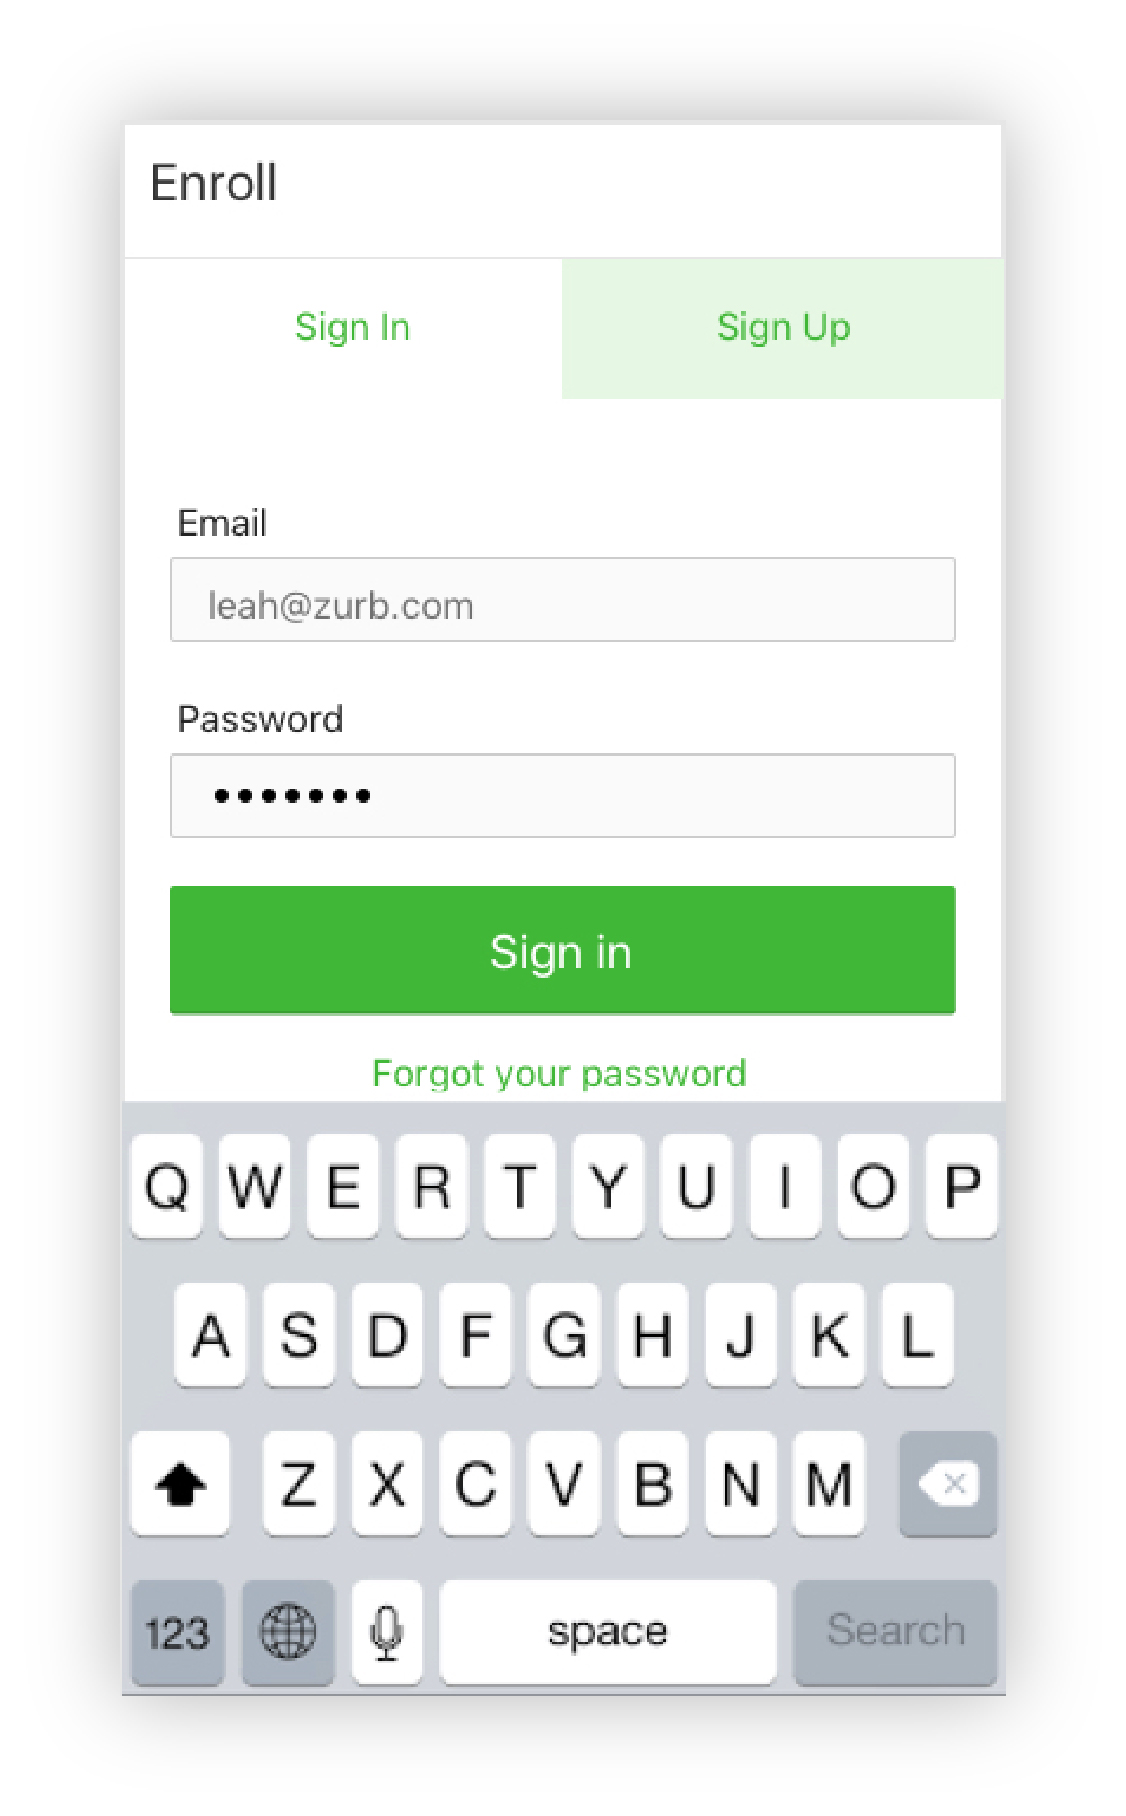 Enroll
Sign In Sign Up
Email
leah@zurb.com
Password
•••••••
Sign in
Forgot your password
Q W E R T Y U I O P
A S D F G H J K L
Z X C V B N M
123 space Search